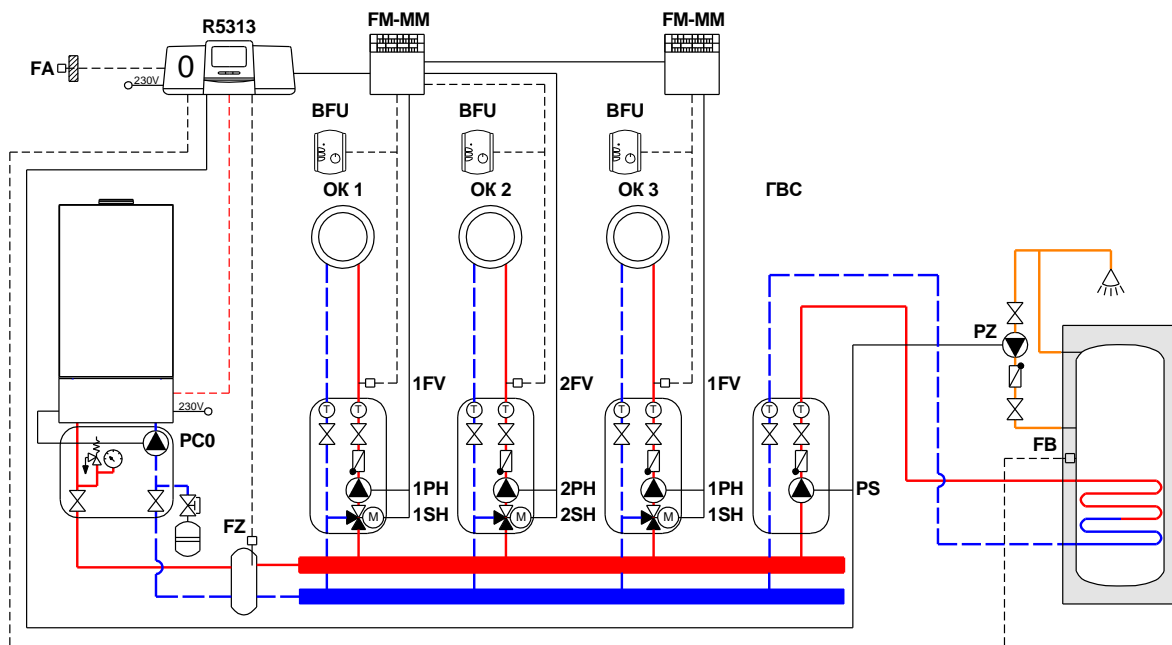 R5313
FM-MM
FM-MM
FA
0
230V
BFU
BFU
BFU
ОК 1
ОК 2
ОК 3
ГВС
PZ
1FV
2FV
1FV
230V
T
T
T
T
T
T
T
T
PC0
FB
1PH
2PH
1PH
PS
M
1SH
M
2SH
M
1SH
FZ